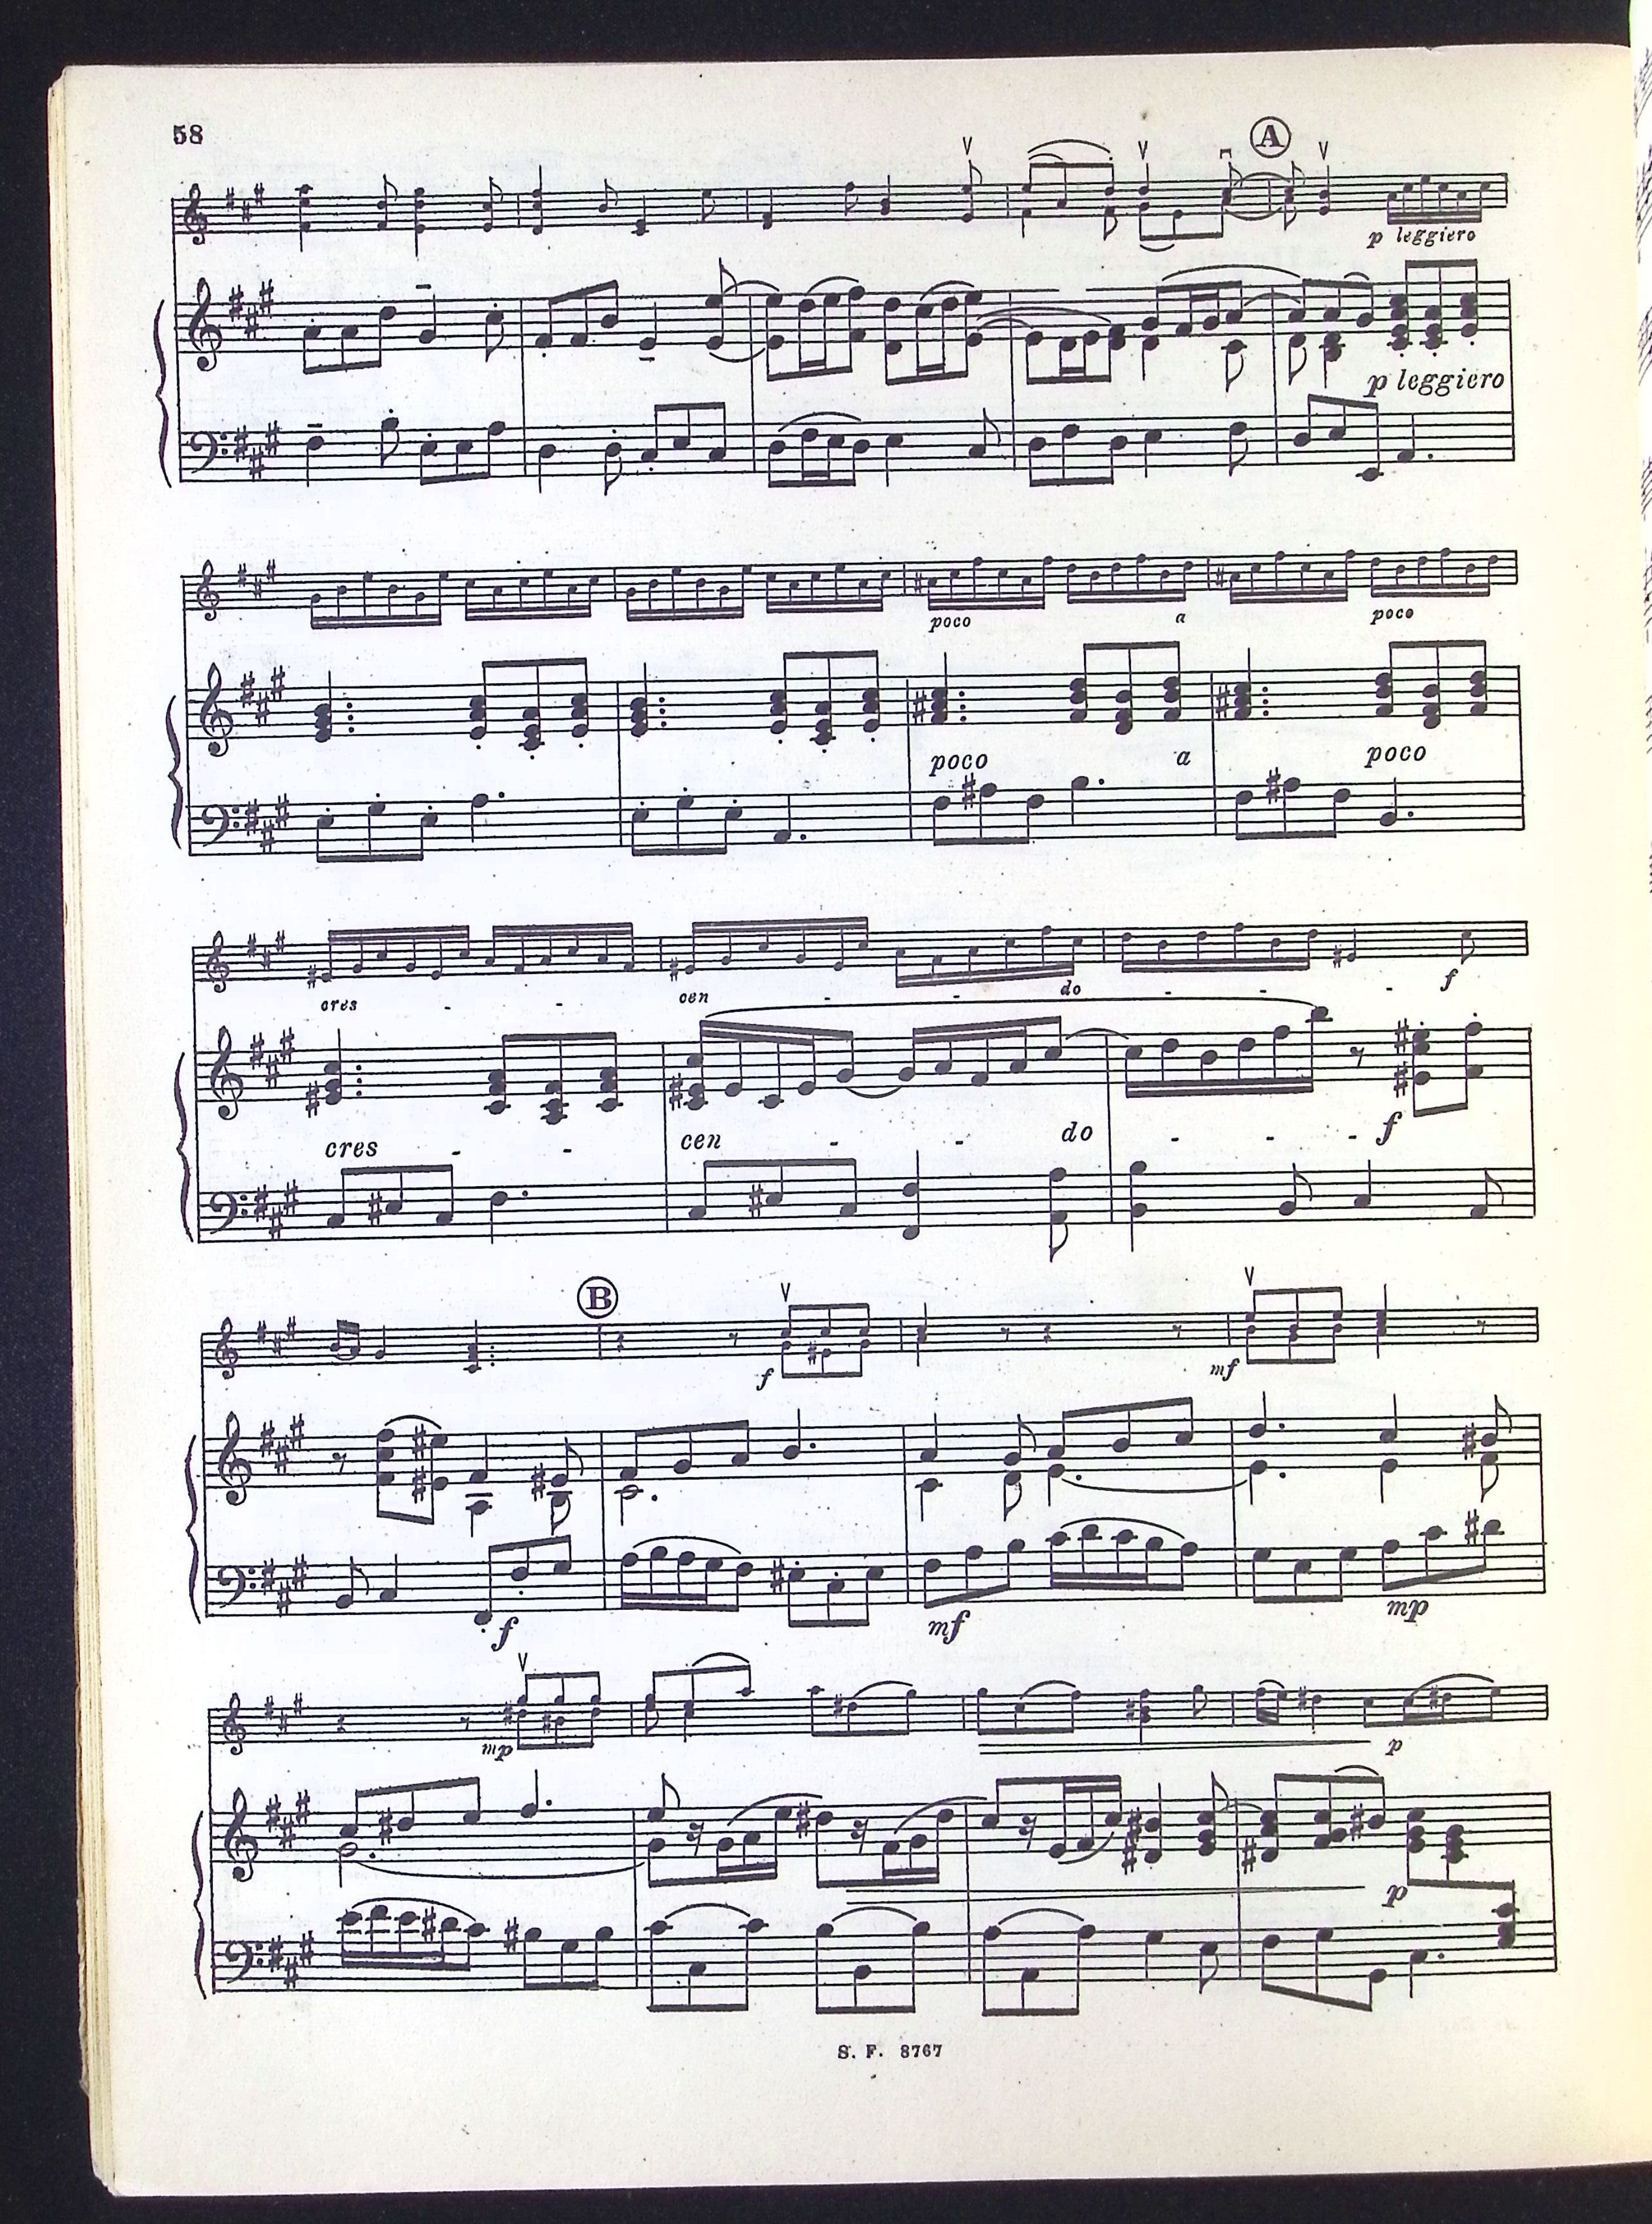 58
A
p leggiero
p leggiero
poco a poco
poco a poco
cres - - cen - - do - - - f
cres - - cen - - do - - - f
B
f mf
f mf mp
mp p
p
S. F. 8767